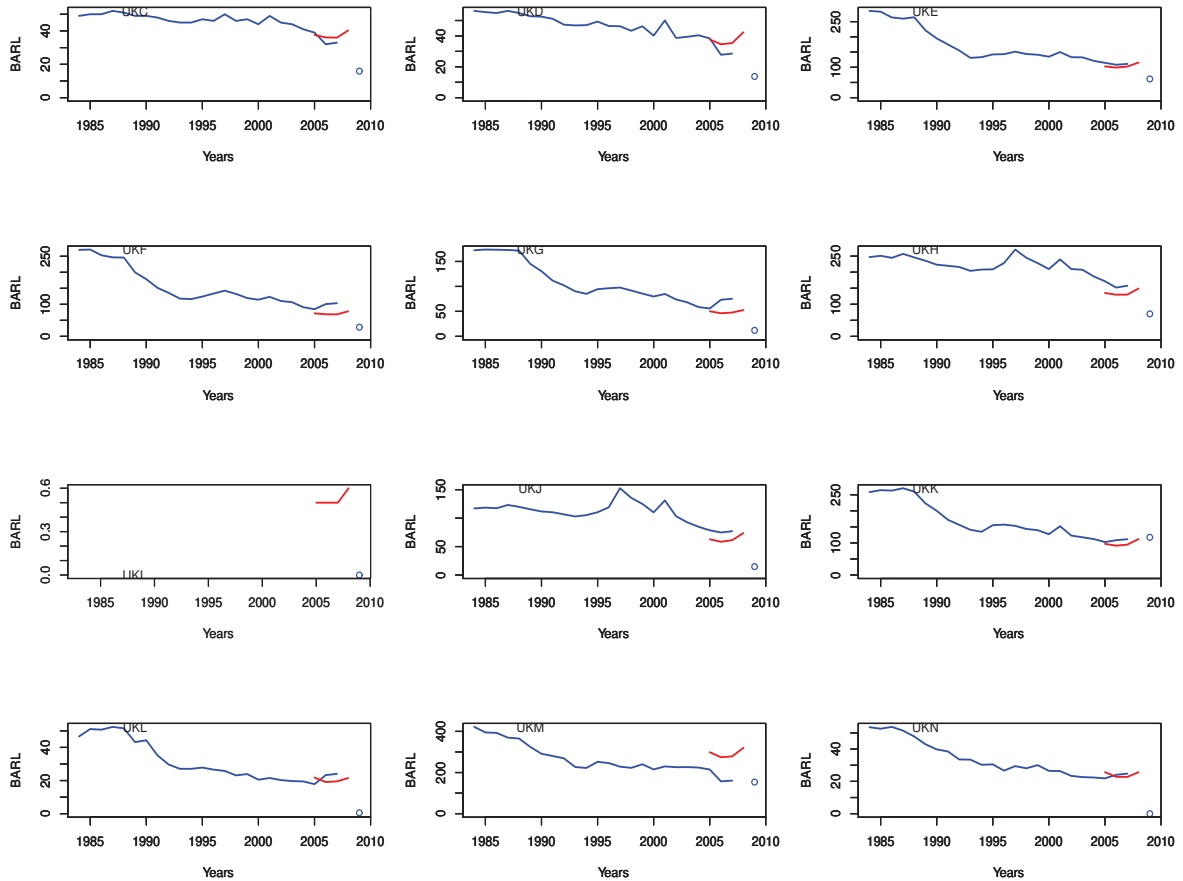 UKC UKD UKE
BARL 0 20 40 BARL 0 20 40 BARL 0 100 250
1985 1990 1995 2000 2005 2010 1985 1990 1995 2000 2005 2010 1985 1990 1995 2000 2005 2010
Years Years Years
UKF UKG UKH
BARL 0 100 250 BARL 0 50 150 BARL 0 100 250
1985 1990 1995 2000 2005 2010 1985 1990 1995 2000 2005 2010 1985 1990 1995 2000 2005 2010
Years Years Years
UKJ UKK
BARL 0.0 0.3 0.6 BARL 0 50 150 BARL 0 100 250
UKI
1985 1990 1995 2000 2005 2010 1985 1990 1995 2000 2005 2010 1985 1990 1995 2000 2005 2010
Years Years Years
UKL UKM UKN
BARL 0 20 40 BARL 0 200 400 BARL 0 20 40
1985 1990 1995 2000 2005 2010 1985 1990 1995 2000 2005 2010 1985 1990 1995 2000 2005 2010
Years Years Years